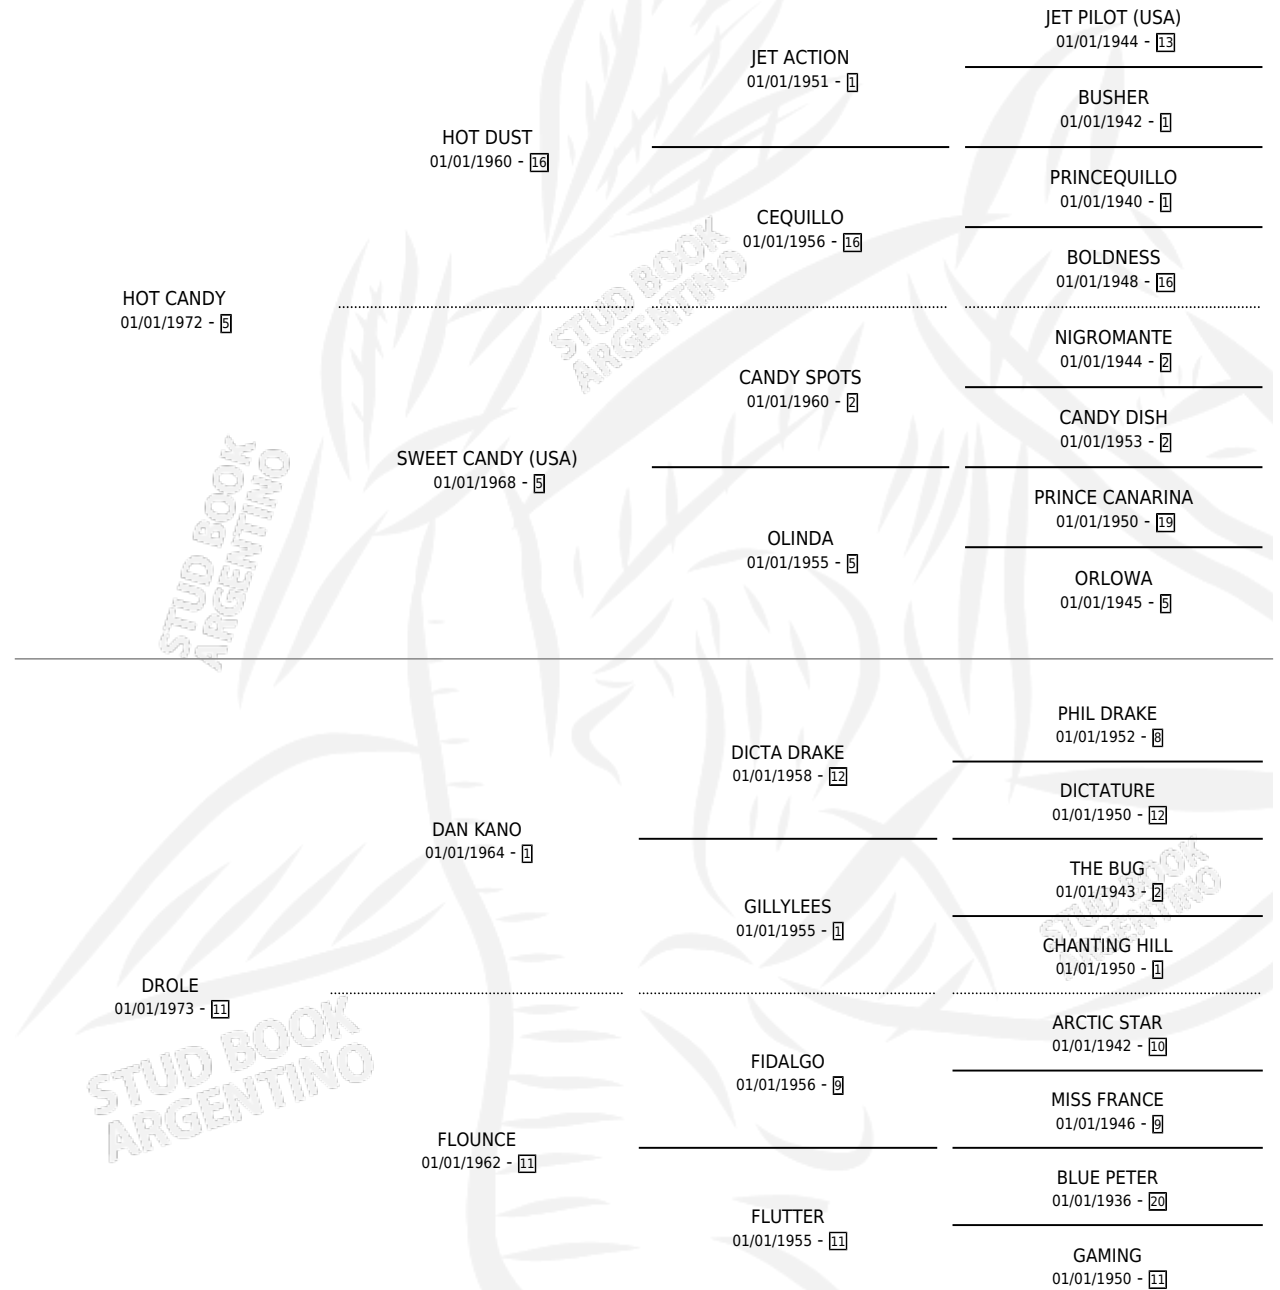 JET PILOT (USA)
01/01/1944 - 13
JET ACTION
01/01/1951 - 1
BUSHER
01/01/1942 - 1
HOT DUST
01/01/1960 - 16
PRINCEQUILLO
01/01/1940 - 1
CEQUILLO
01/01/1956 - 16
BOLDNESS
01/01/1948 - 16
HOT CANDY
01/01/1972 - 5
NIGROMANTE
01/01/1944 - 2
CANDY SPOTS
01/01/1960 - 2
CANDY DISH
01/01/1953 - 2
SWEET CANDY (USA)
01/01/1968 - 5
PRINCE CANARINA
01/01/1950 - 19
OLINDA
01/01/1955 - 5
ORLOWA
01/01/1945 - 5
STUD BOOK
ARGENTINO
STUD BOOK
ARGENTINO
PHIL DRAKE
01/01/1952 - 8
DICTA DRAKE
01/01/1958 - 12
DICTATURE
01/01/1950 - 12
DAN KANO
01/01/1964 - 1
THE BUG
01/01/1943 - 2
GILLYLEES
01/01/1955 - 1
CHANTING HILL
01/01/1950 - 1
DROLE
01/01/1973 - 11
ARCTIC STAR
01/01/1942 - 10
FIDALGO
01/01/1956 - 9
MISS FRANCE
01/01/1946 - 9
FLOUNCE
01/01/1962 - 11
BLUE PETER
01/01/1936 - 20
FLUTTER
01/01/1955 - 11
GAMING
01/01/1950 - 11
STUD BOOK
ARGENTINO
STUD BOOK
ARGENTINO